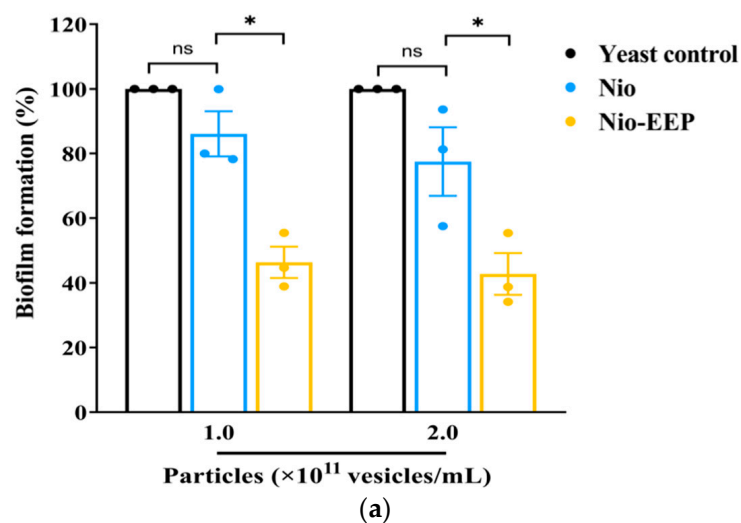 Biofilm formation (%)
120
100
80
60
40
20
0
ns
*
ns
*
Yeast control
Nio
Nio-EEP
1.0
2.0
Particles (×10¹¹ vesicles/mL)
(a)